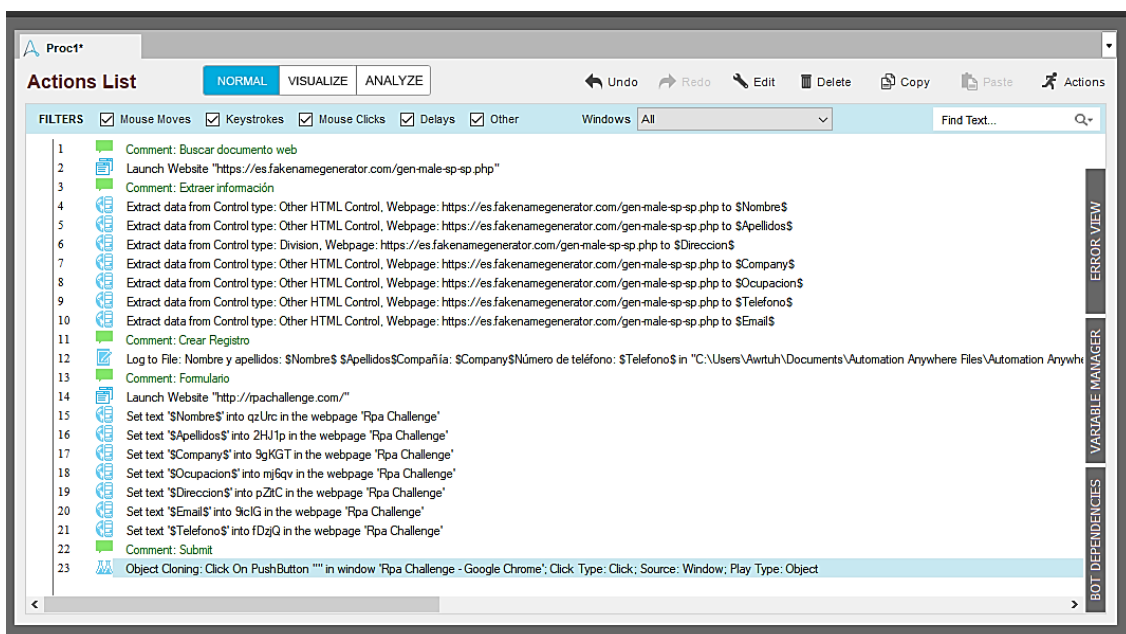 Proc1*
Actions List NORMAL VISUALIZE ANALYZE Undo Redo Edit Delete Copy Paste Actions
FILTERS Mouse Moves Keystrokes Mouse Clicks Delays Other Windows All Find Text...
1 Comment: Buscar documento web
2 Launch Website "https://es.fakenamegenerator.com/gen-male-sp-sp.php"
3 Comment: Extraer información
4 Extract data from Control type: Other HTML Control, Webpage: https://es.fakenamegenerator.com/gen-male-sp-sp.php to $Nombre$
5 Extract data from Control type: Other HTML Control, Webpage: https://es.fakenamegenerator.com/gen-male-sp-sp.php to $Apellidos$
6 Extract data from Control type: Division, Webpage: https://es.fakenamegenerator.com/gen-male-sp-sp.php to $Direccion$
7 Extract data from Control type: Other HTML Control, Webpage: https://es.fakenamegenerator.com/gen-male-sp-sp.php to $Company$
8 Extract data from Control type: Other HTML Control, Webpage: https://es.fakenamegenerator.com/gen-male-sp-sp.php to $Ocupacion$
9 Extract data from Control type: Other HTML Control, Webpage: https://es.fakenamegenerator.com/gen-male-sp-sp.php to $Telefono$
10 Extract data from Control type: Other HTML Control, Webpage: https://es.fakenamegenerator.com/gen-male-sp-sp.php to $Email$
11 Comment: Crear Registro
12 Log to File: Nombre y apellidos: $Nombre$ $Apellidos$Compañía: $Company$Número de teléfono: $Telefono$ in "C:\Users\Awrtuh\Documents\Automation Anywhere Files\Automation Anywhe
13 Comment: Formulario
14 Launch Website "http://rpachallenge.com/"
15 Set text '$Nombre$' into qzUrc in the webpage 'Rpa Challenge'
16 Set text '$Apellidos$' into 2HJ1p in the webpage 'Rpa Challenge'
17 Set text '$Company$' into 9gKGT in the webpage 'Rpa Challenge'
18 Set text '$Ocupacion$' into mj6qv in the webpage 'Rpa Challenge'
19 Set text '$Direccion$' into pZltC in the webpage 'Rpa Challenge'
20 Set text '$Email$' into 9icIG in the webpage 'Rpa Challenge'
21 Set text '$Telefono$' into fDzjQ in the webpage 'Rpa Challenge'
22 Comment: Submit
23 Object Cloning: Click On PushButton "" in window 'Rpa Challenge - Google Chrome'; Click Type: Click; Source: Window; Play Type: Object
ERROR VIEW
VARIABLE MANAGER
BOT DEPENDENCIES